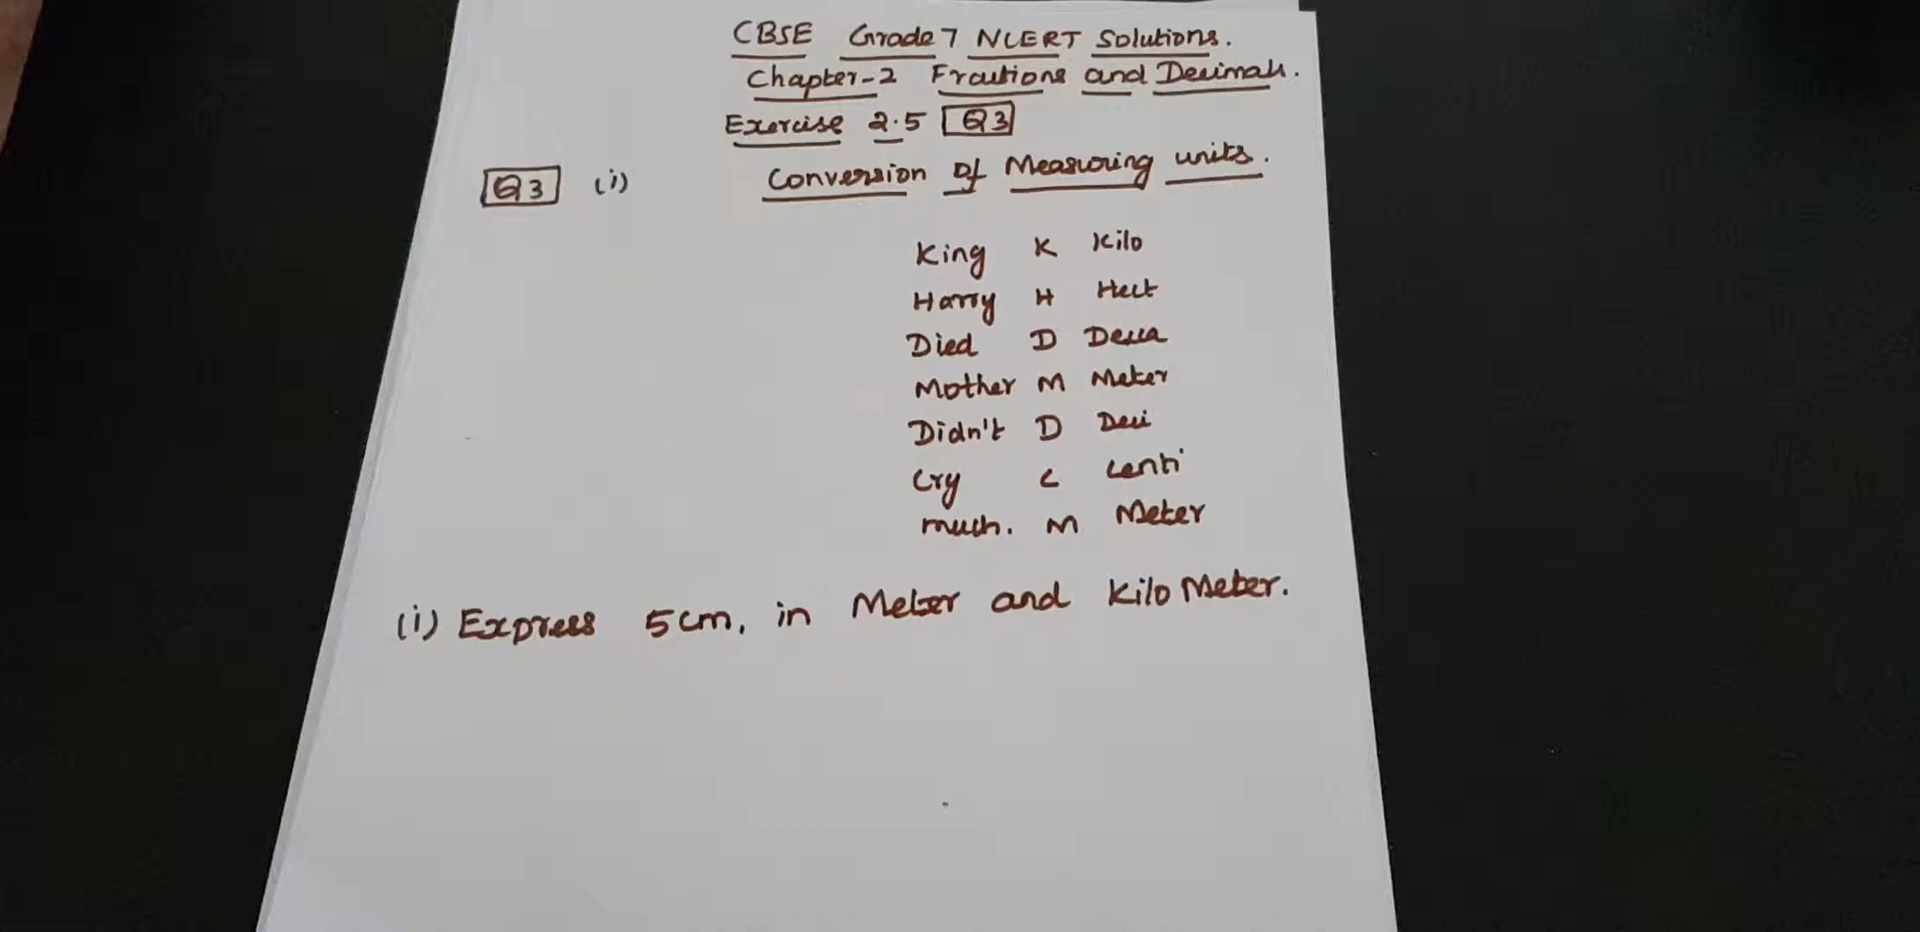 CBSE Grade 7 NCERT Solutions.
Chapter-2 Fractions and Decimals.
Exercise 2.5 Q3
Q3 (i) Conversion of Measuring units.
King K Kilo
Harry H Hect
Died D Deca
Mother M Meter
Didn't D Deci
Cry C Centi
much. M Meter
(i) Express 5cm, in Meter and Kilo Meter.